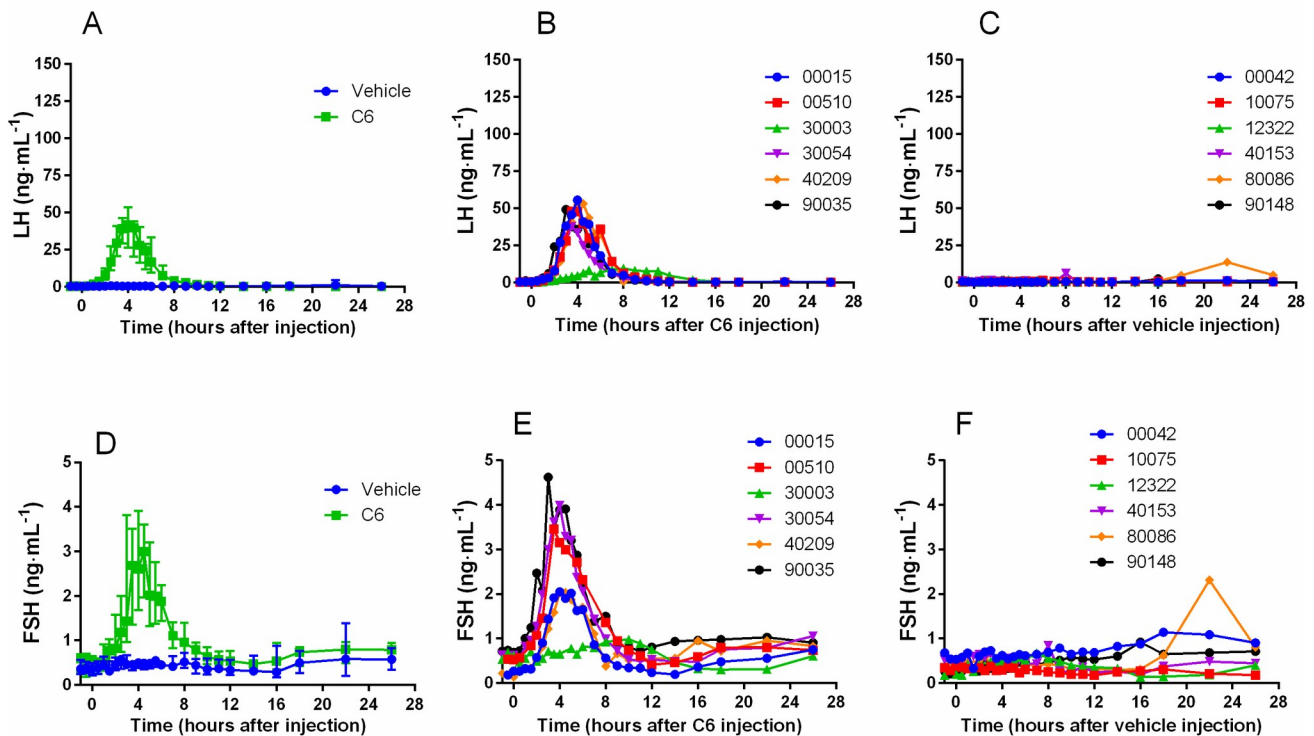 A
B
C
150
125
100
75
50
25
0
LH (ng·mL⁻¹)
Vehicle
C6
0 4 8 12 16 20 24 28
Time (hours after injection)
150
125
100
75
50
25
0
LH (ng·mL⁻¹)
00015
00510
30003
30054
40209
90035
0 4 8 12 16 20 24 28
Time (hours after C6 injection)
150
125
100
75
50
25
0
LH (ng·mL⁻¹)
00042
10075
12322
40153
80086
90148
0 4 8 12 16 20 24 28
Time (hours after vehicle injection)
D
E
F
5
4
3
2
1
0
FSH (ng·mL⁻¹)
Vehicle
C6
0 4 8 12 16 20 24 28
Time (hours after injection)
5
4
3
2
1
0
FSH (ng·mL⁻¹)
00015
00510
30003
30054
40209
90035
0 4 8 12 16 20 24 28
Time (hours after C6 injection)
5
4
3
2
1
0
FSH (ng·mL⁻¹)
00042
10075
12322
40153
80086
90148
0 4 8 12 16 20 24 28
Time (hours after vehicle injection)